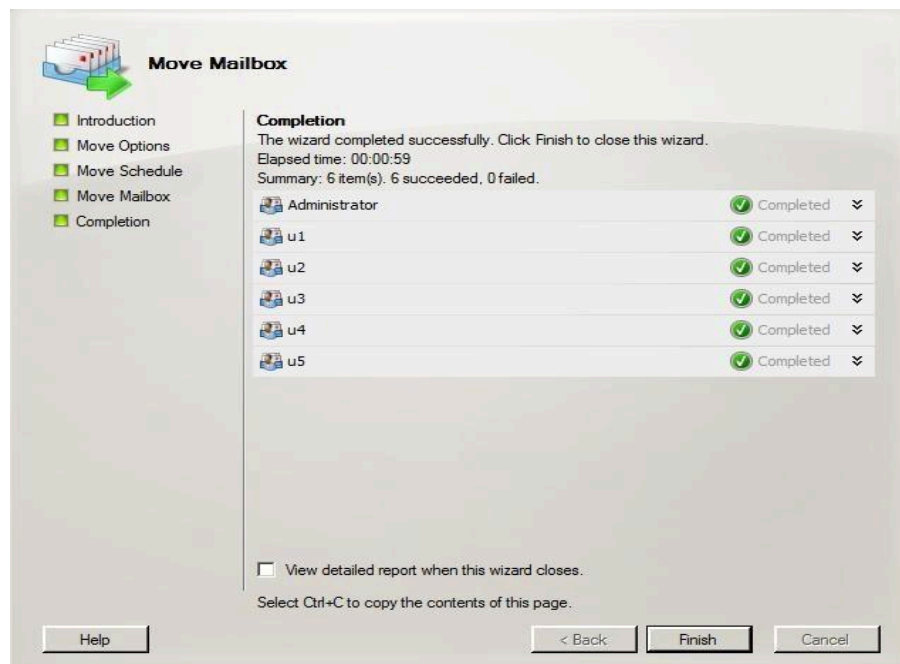 Move Mailbox
Introduction
Move Options
Move Schedule
Move Mailbox
Completion
Completion
The wizard completed successfully. Click Finish to close this wizard.
Elapsed time: 00:00:59
Summary: 6 item(s). 6 succeeded, 0 failed.
Administrator Completed
u1 Completed
u2 Completed
u3 Completed
u4 Completed
u5 Completed
View detailed report when this wizard closes.
Select Ctrl+C to copy the contents of this page.
Help < Back Finish Cancel